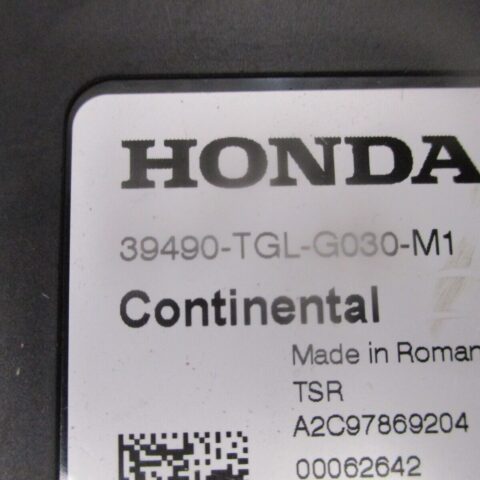 HONDA
39490-TGL-G030-M1
Continental
Made in Roman
TSR
A2C97869204
00062642